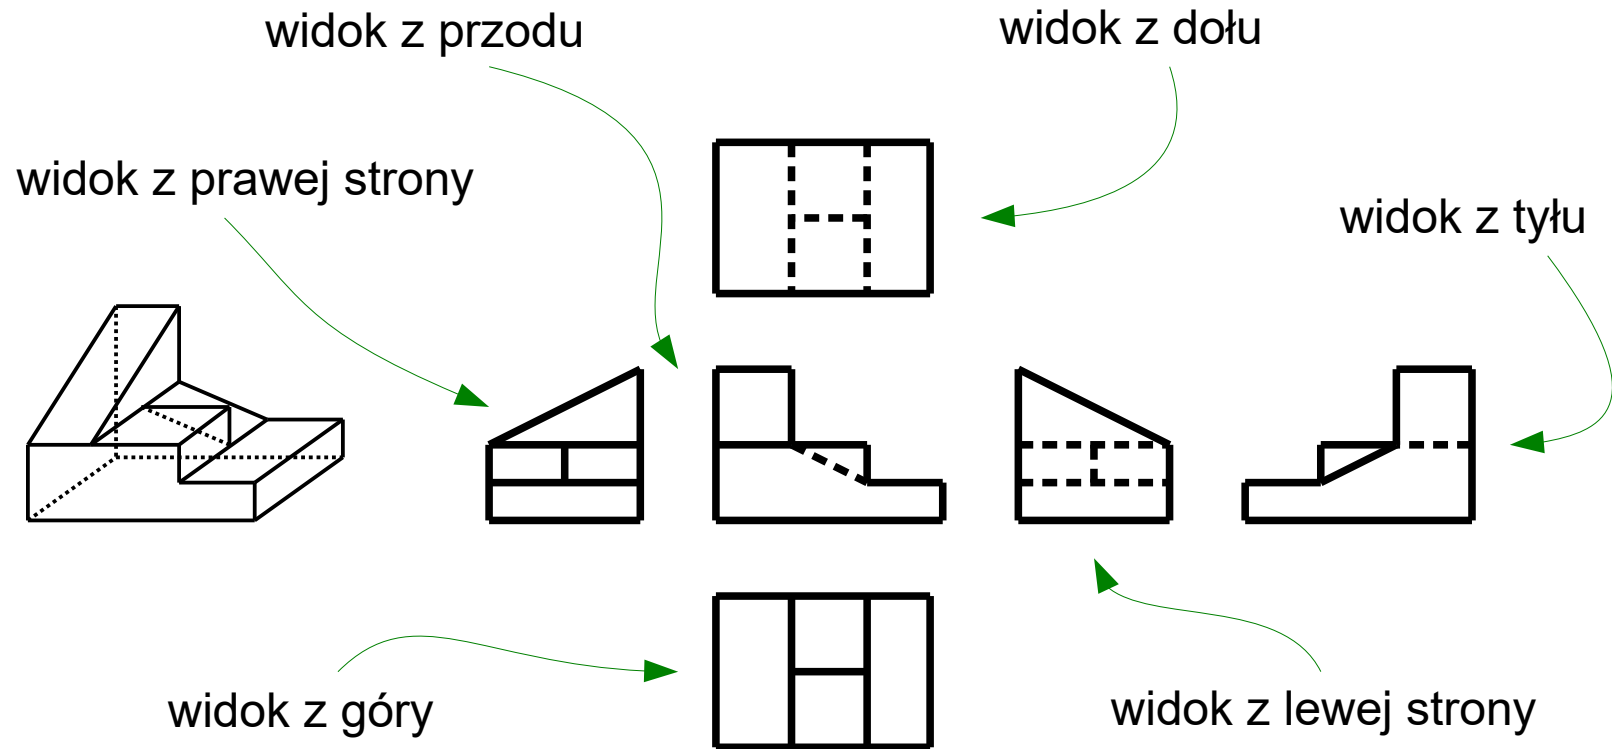 widok z przodu
widok z dołu
widok z prawej strony
widok z tyłu
widok z góry
widok z lewej strony